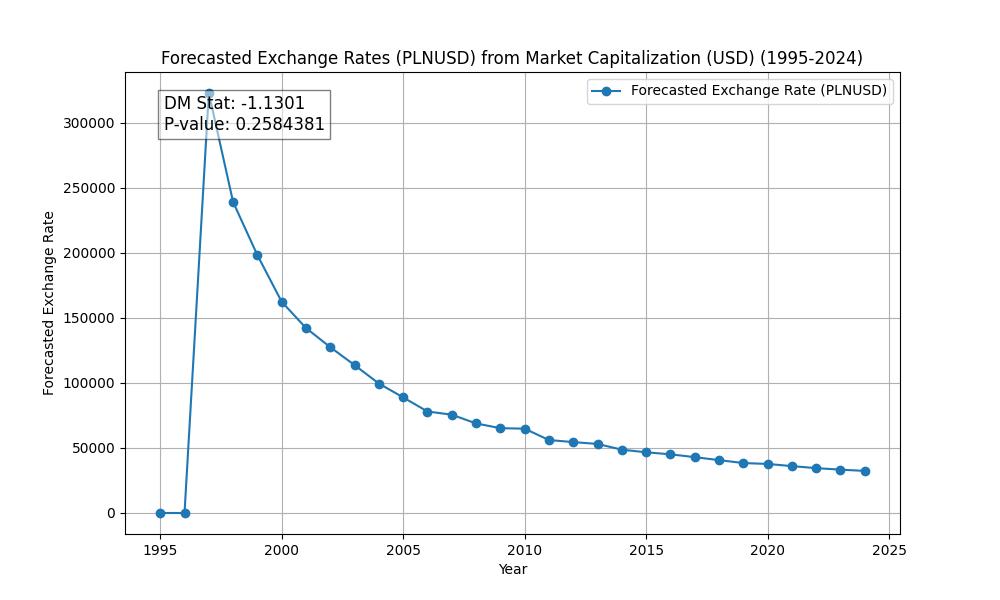 Forecasted Exchange Rates (PLNUSD) from Market Capitalization (USD) (1995-2024)
Forecasted Exchange Rate (PLNUSD)
DM Stat: -1.1301
P-value: 0.2584381
Forecasted Exchange Rate
300000
250000
200000
150000
100000
50000
0
1995 2000 2005 2010 2015 2020 2025
Year